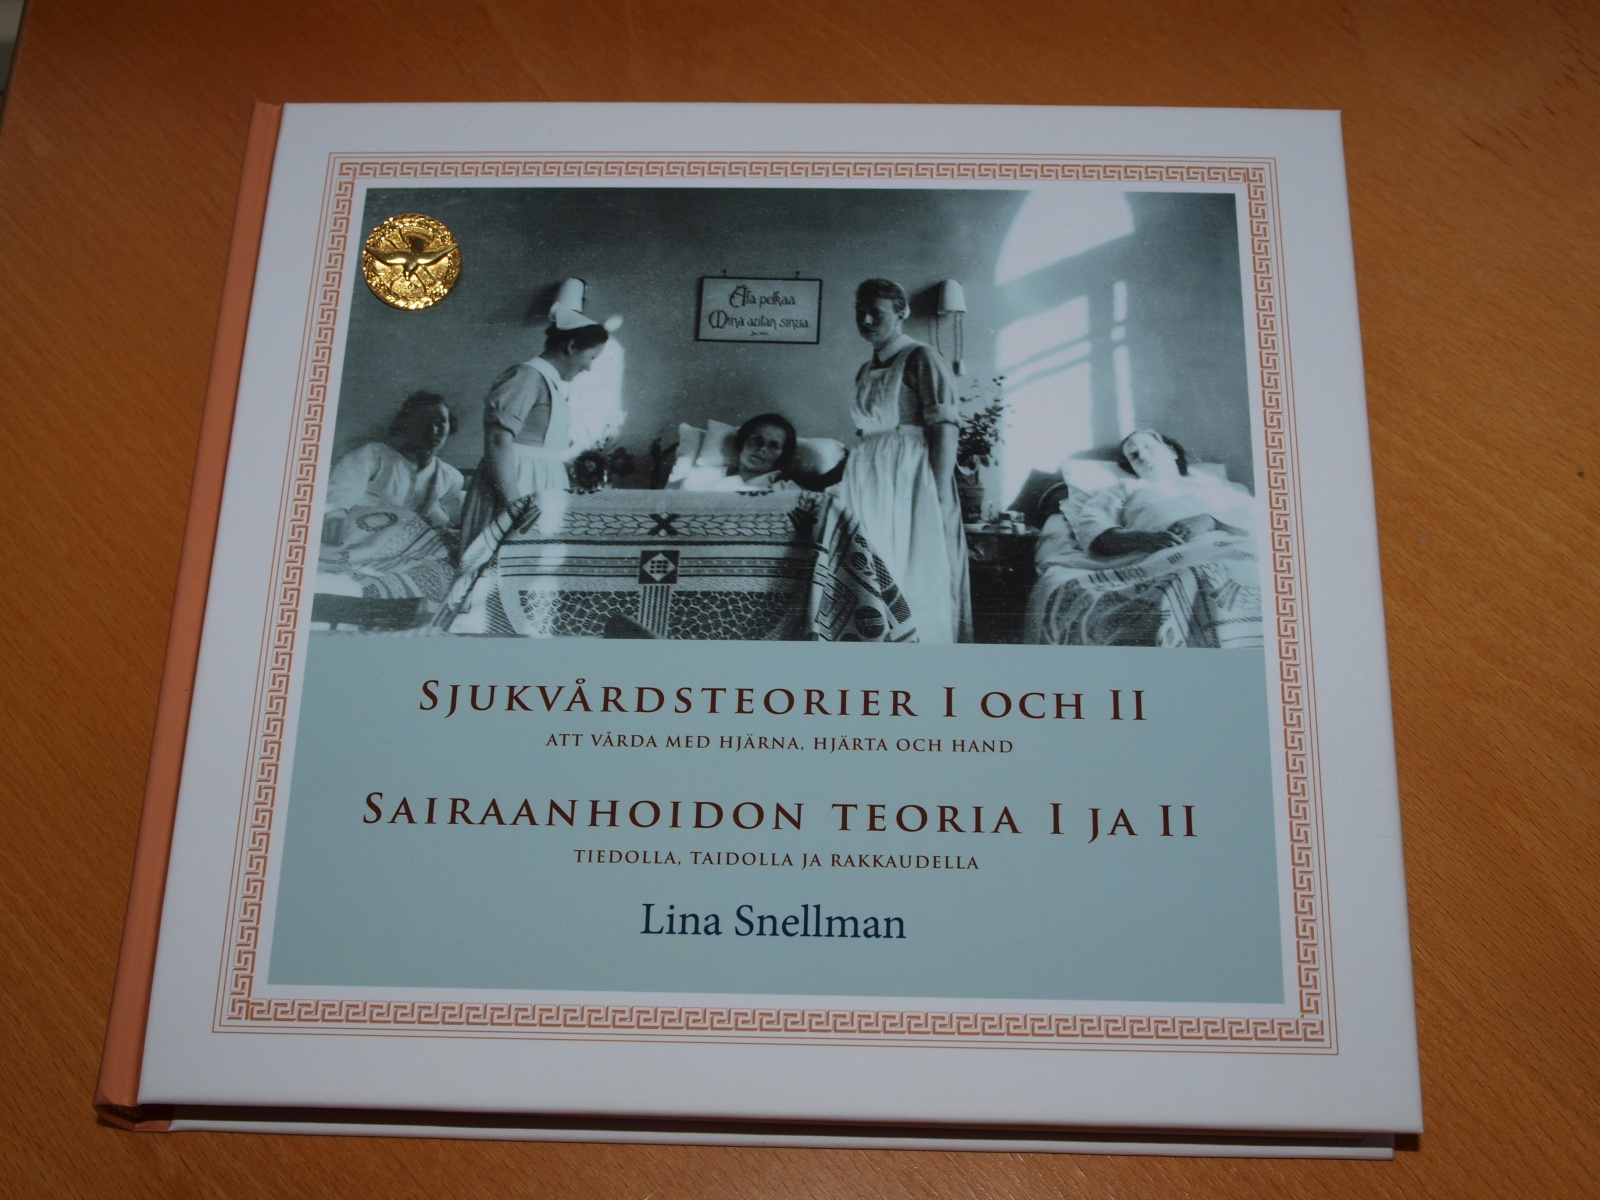 Älä pelkää
Minä autan sinua
SJUKVÅRDSTEORIER I OCH II
ATT VÅRDA MED HJÄRNA, HJÄRTA OCH HAND
SAIRAANHOIDON TEORIA I JA II
TIEDOLLA, TAIDOLLA JA RAKKAUDELLA
Lina Snellman